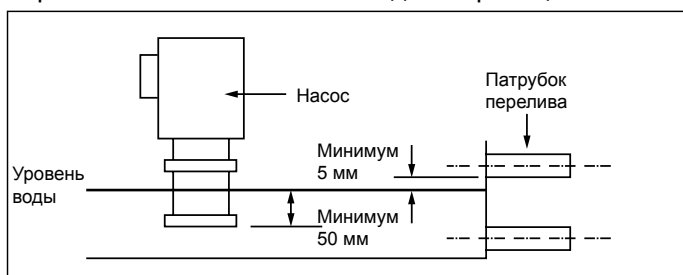 Насос
Патрубок
перелива
Минимум
5 мм
Уровень
воды
Минимум
50 мм